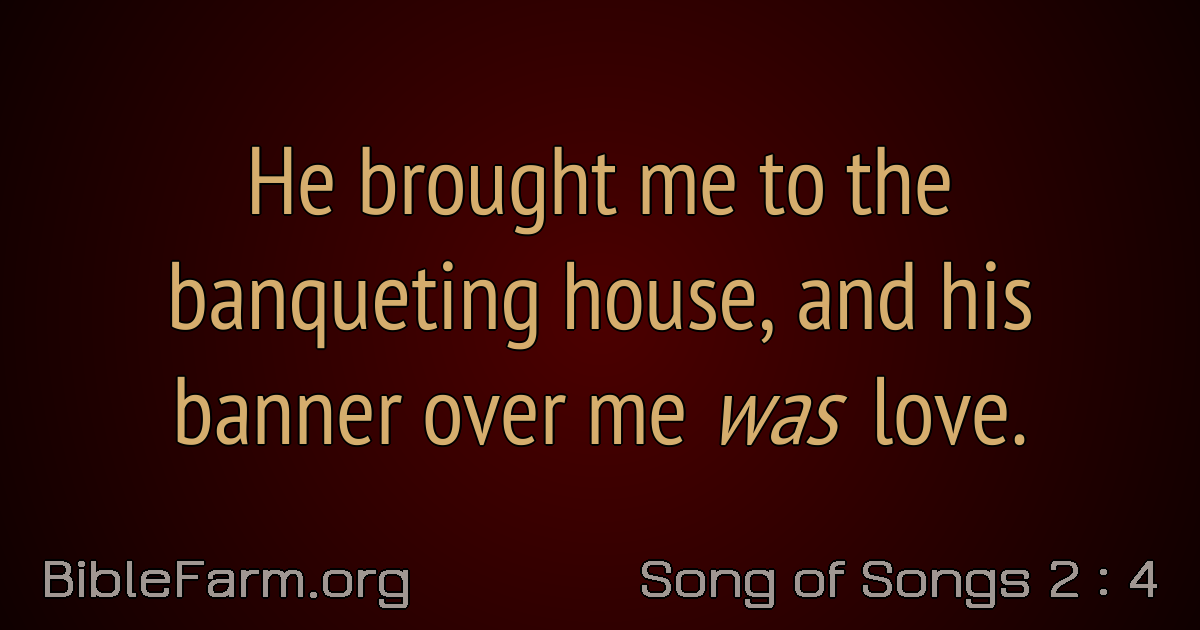 He brought me to the
banqueting house, and his
banner over me was love.
BibleFarm.org
Song of Songs 2 : 4